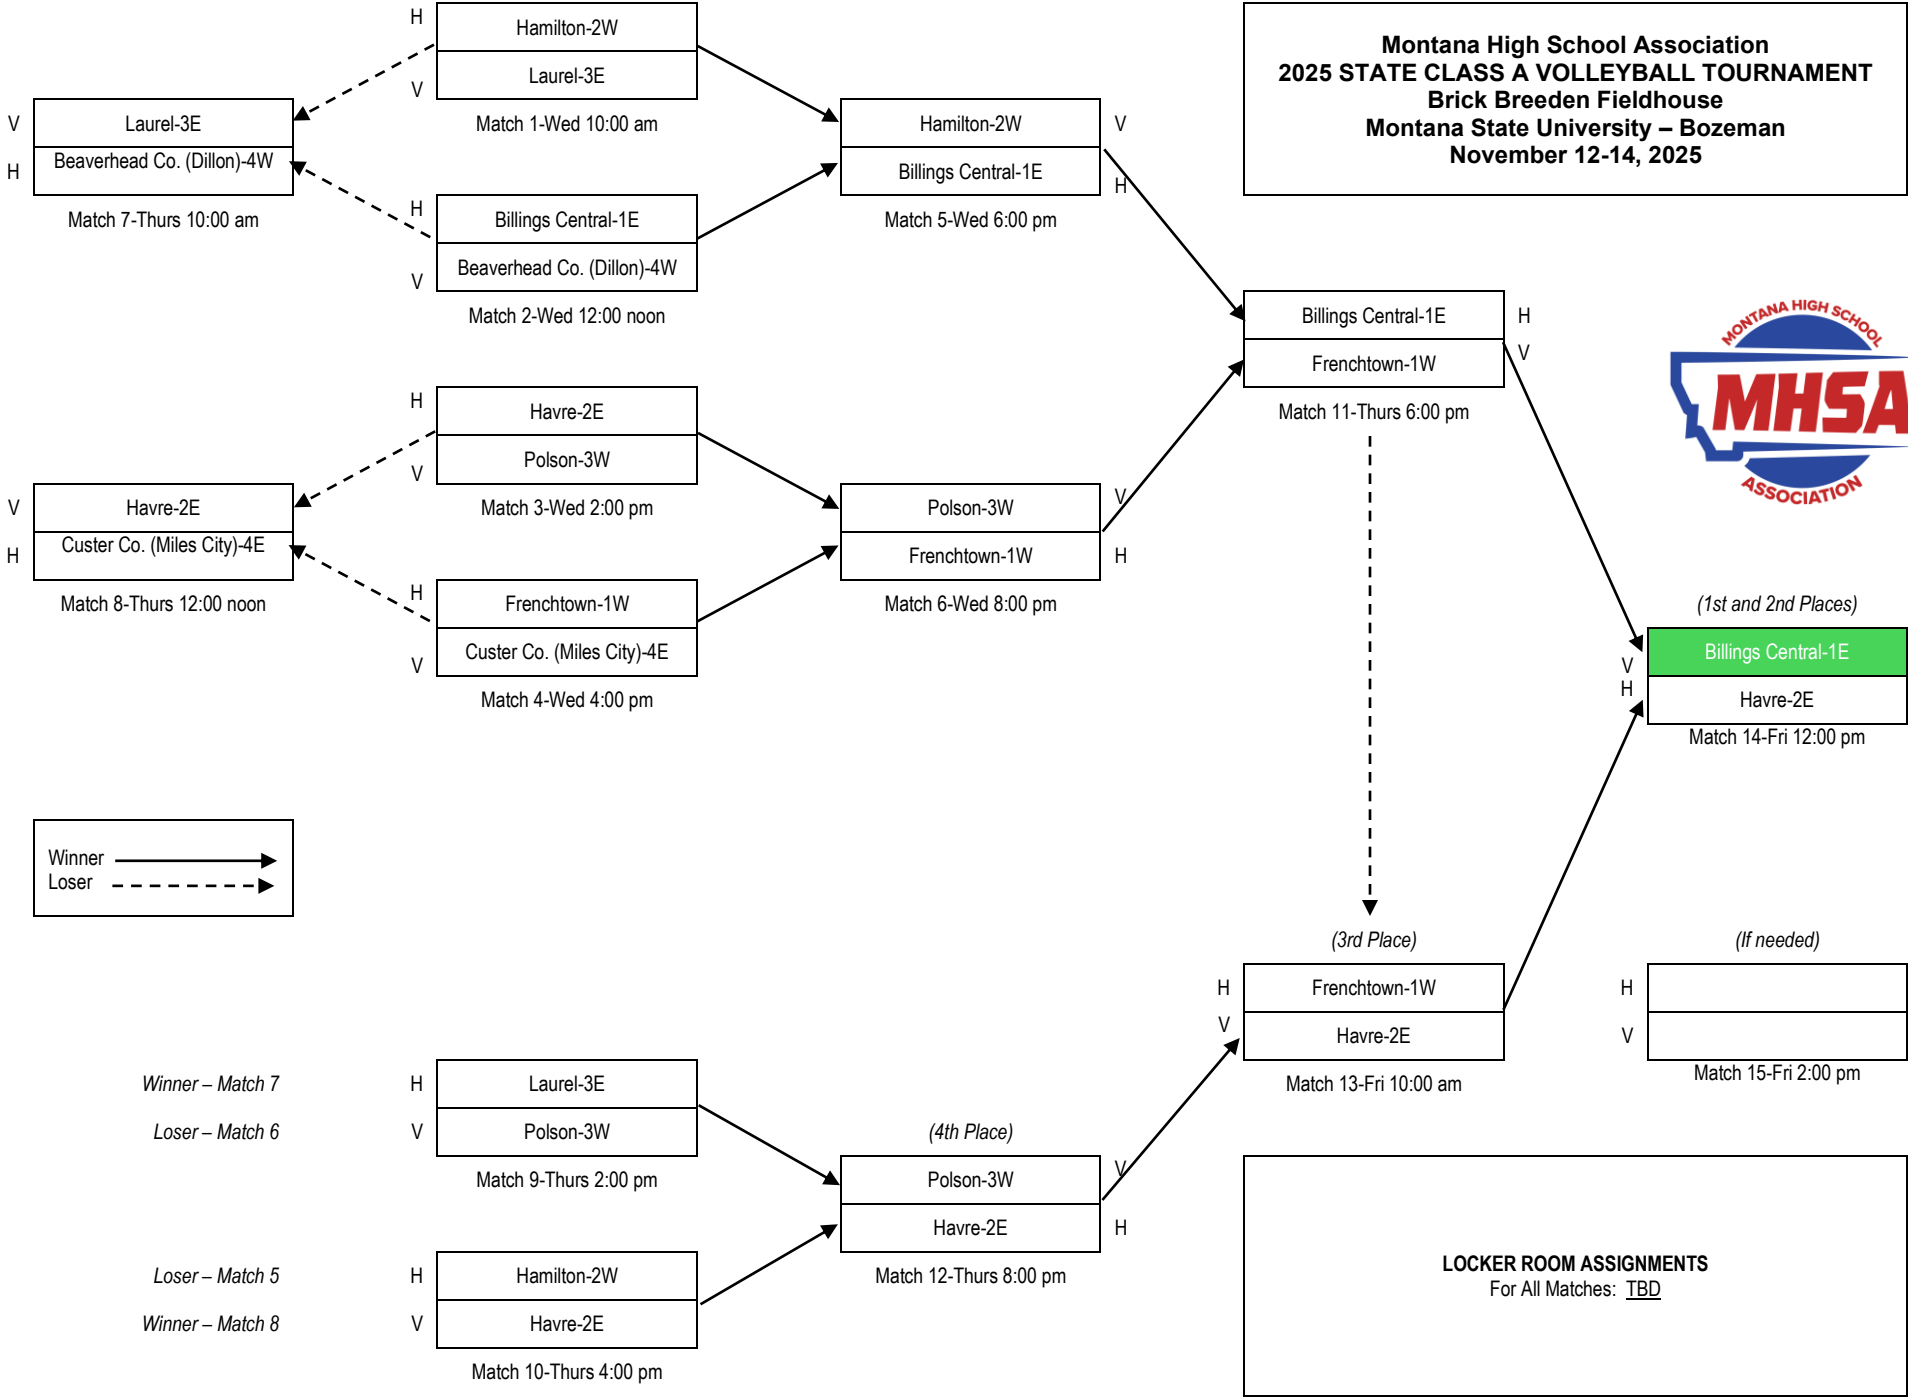 Montana High School Association
2025 STATE CLASS A VOLLEYBALL TOURNAMENT
Brick Breeden Fieldhouse
Montana State University – Bozeman
November 12-14, 2025
H
Hamilton-2W
V
Laurel-3E
Match 1-Wed 10:00 am
V
Laurel-3E
H
Beaverhead Co. (Dillon)-4W
Match 7-Thurs 10:00 am
H
Billings Central-1E
V
Beaverhead Co. (Dillon)-4W
Match 2-Wed 12:00 noon
Hamilton-2W
V
Billings Central-1E
H
Match 5-Wed 6:00 pm
Billings Central-1E
H
Frenchtown-1W
V
Match 11-Thurs 6:00 pm
MONTANA HIGH SCHOOL
MHSA
ASSOCIATION
H
Havre-2E
V
Polson-3W
Match 3-Wed 2:00 pm
V
Havre-2E
H
Custer Co. (Miles City)-4E
Match 8-Thurs 12:00 noon
H
Frenchtown-1W
V
Custer Co. (Miles City)-4E
Match 4-Wed 4:00 pm
Polson-3W
V
Frenchtown-1W
H
Match 6-Wed 8:00 pm
(1st and 2nd Places)
V
Billings Central-1E
H
Havre-2E
Match 14-Fri 12:00 pm
Winner
Loser
(3rd Place)
H
Frenchtown-1W
V
Havre-2E
Match 13-Fri 10:00 am
(If needed)
H
V
Match 15-Fri 2:00 pm
Winner – Match 7
H
Laurel-3E
Loser – Match 6
V
Polson-3W
Match 9-Thurs 2:00 pm
(4th Place)
Polson-3W
V
Havre-2E
H
Match 12-Thurs 8:00 pm
Loser – Match 5
H
Hamilton-2W
Winner – Match 8
V
Havre-2E
Match 10-Thurs 4:00 pm
LOCKER ROOM ASSIGNMENTS
For All Matches: TBD